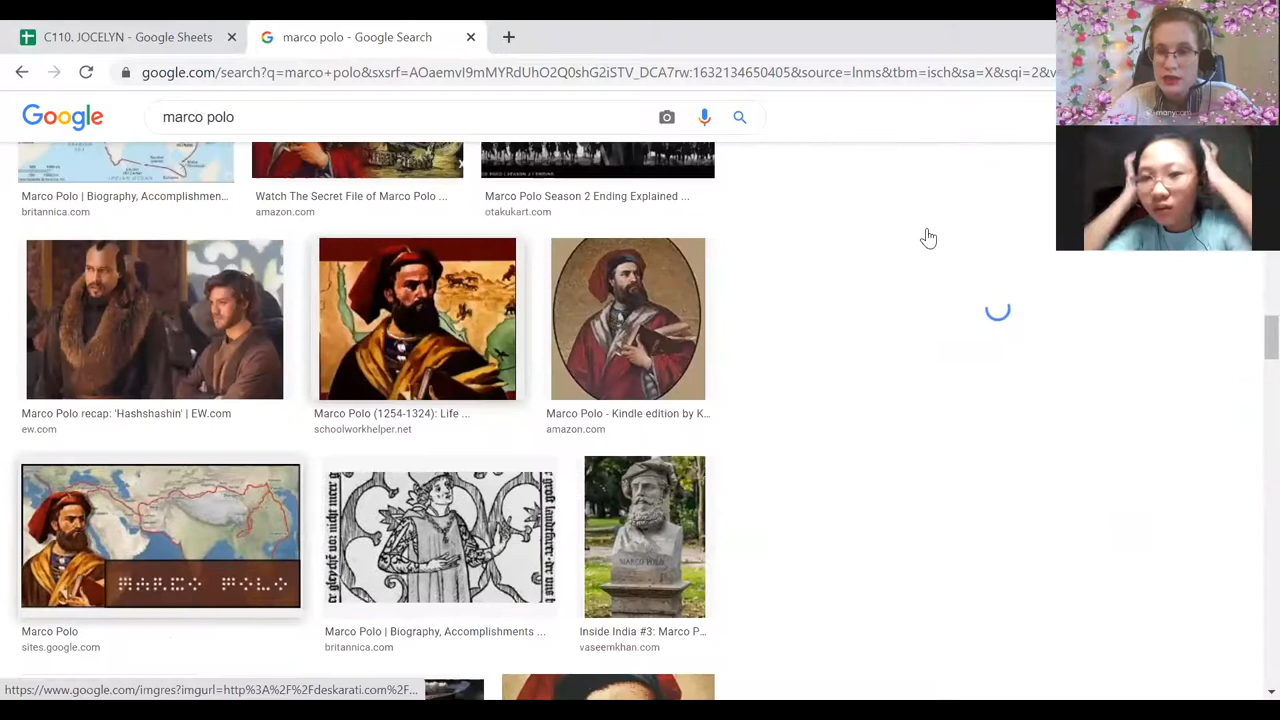 C110. JOCELYN - Google Sheets
marco polo - Google Search
google.com/search?q=marco+polo&sxsrf=AOaemvI9mMYRdUhO2Q0shG2iSTV_DCA7rw:1632134650405&source=lnms&tbm=isch&sa=X&sqi=2&v
Google
marco polo
Marco Polo | Biography, Accomplishmen...
britannica.com
Watch The Secret File of Marco Polo ...
amazon.com
Marco Polo Season 2 Ending Explained ...
otakukart.com
Marco Polo recap: 'Hashshashin' | EW.com
ew.com
Marco Polo (1254-1324): Life ...
schoolworkhelper.net
Marco Polo - Kindle edition by K...
amazon.com
MARCO POLO
Marco Polo
sites.google.com
Marco Polo | Biography, Accomplishments ...
britannica.com
Inside India #3: Marco P...
vaseemkhan.com
https://www.google.com/imgres?imgurl=http%3A%2F%2Fdeskarati.com%2F...